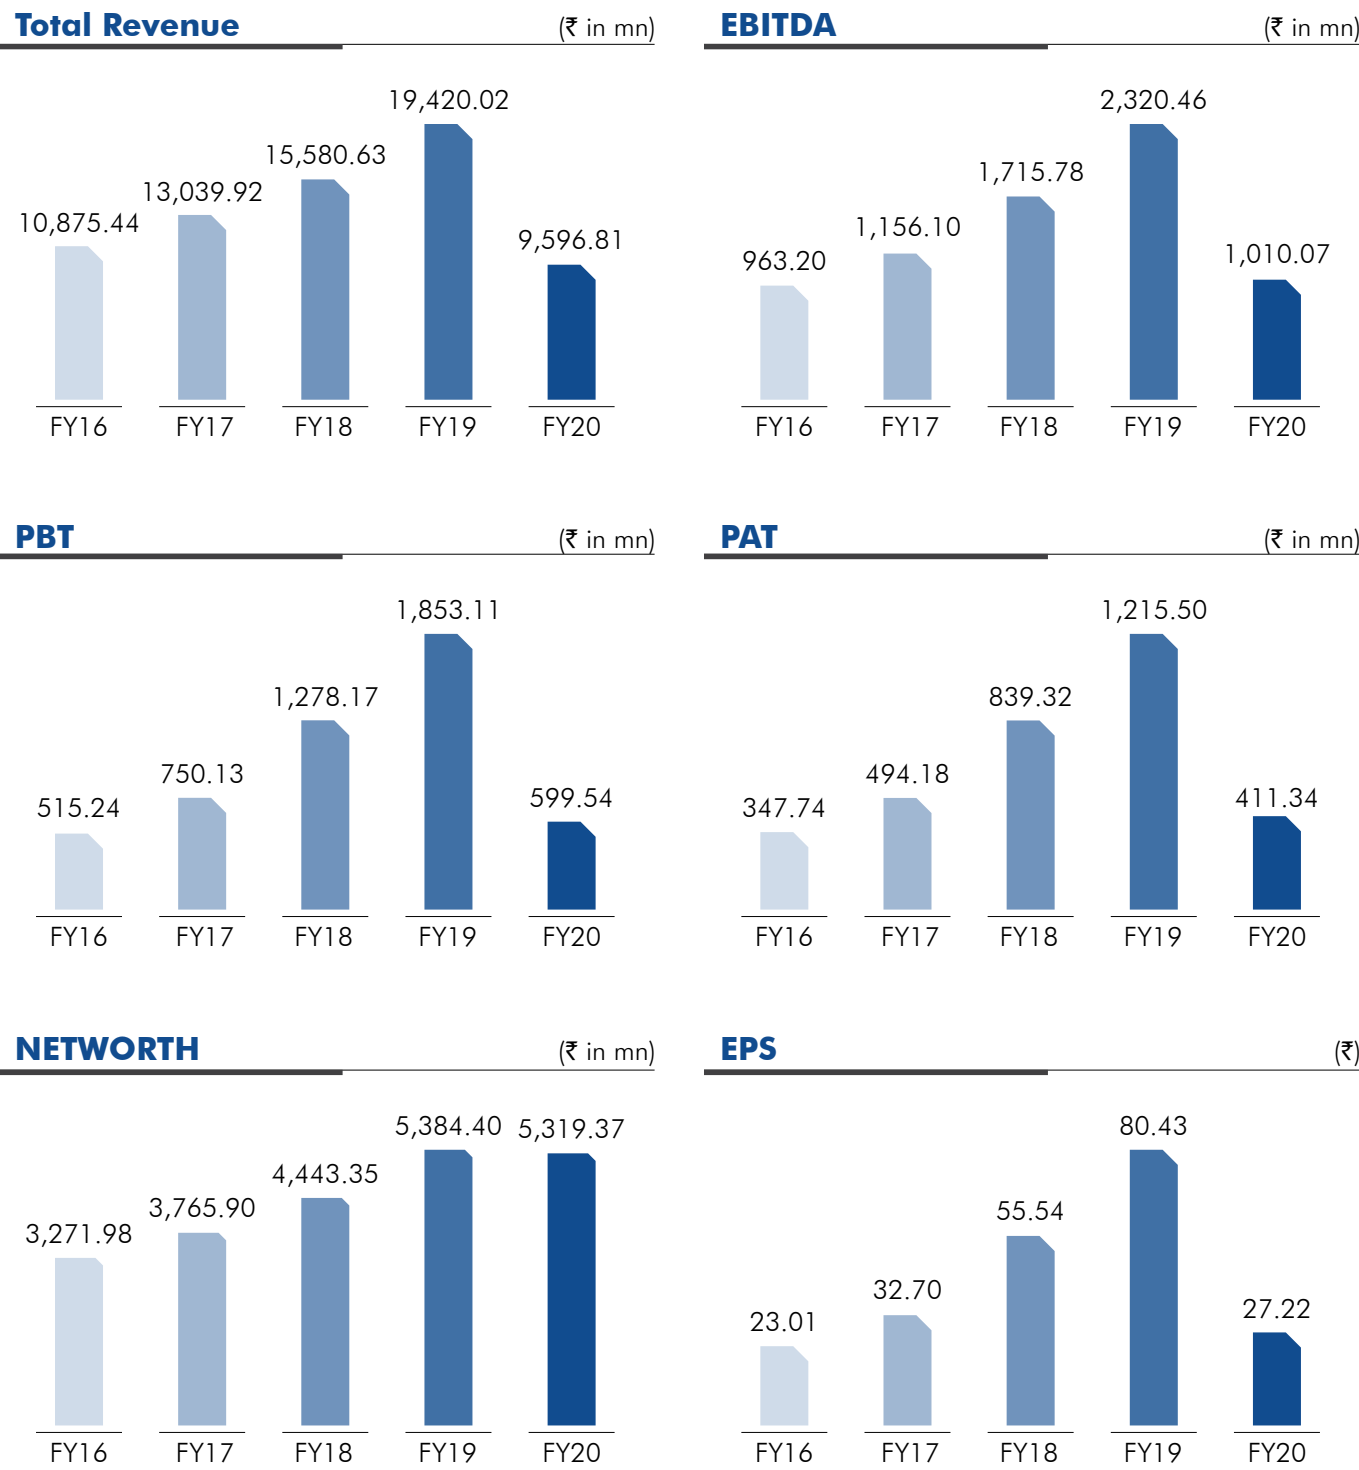 Total Revenue (₹ in mn)
10,875.44 13,039.92 15,580.63 19,420.02 9,596.81
FY16 FY17 FY18 FY19 FY20
EBITDA (₹ in mn)
963.20 1,156.10 1,715.78 2,320.46 1,010.07
FY16 FY17 FY18 FY19 FY20
PBT (₹ in mn)
515.24 750.13 1,278.17 1,853.11 599.54
FY16 FY17 FY18 FY19 FY20
PAT (₹ in mn)
347.74 494.18 839.32 1,215.50 411.34
FY16 FY17 FY18 FY19 FY20
NETWORTH (₹ in mn)
3,271.98 3,765.90 4,443.35 5,384.40 5,319.37
FY16 FY17 FY18 FY19 FY20
EPS (₹)
23.01 32.70 55.54 80.43 27.22
FY16 FY17 FY18 FY19 FY20